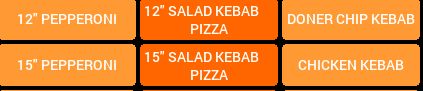 12" PEPPERONI
12" SALAD KEBAB
PIZZA
DONER CHIP KEBAB
15" PEPPERONI
15" SALAD KEBAB
PIZZA
CHICKEN KEBAB